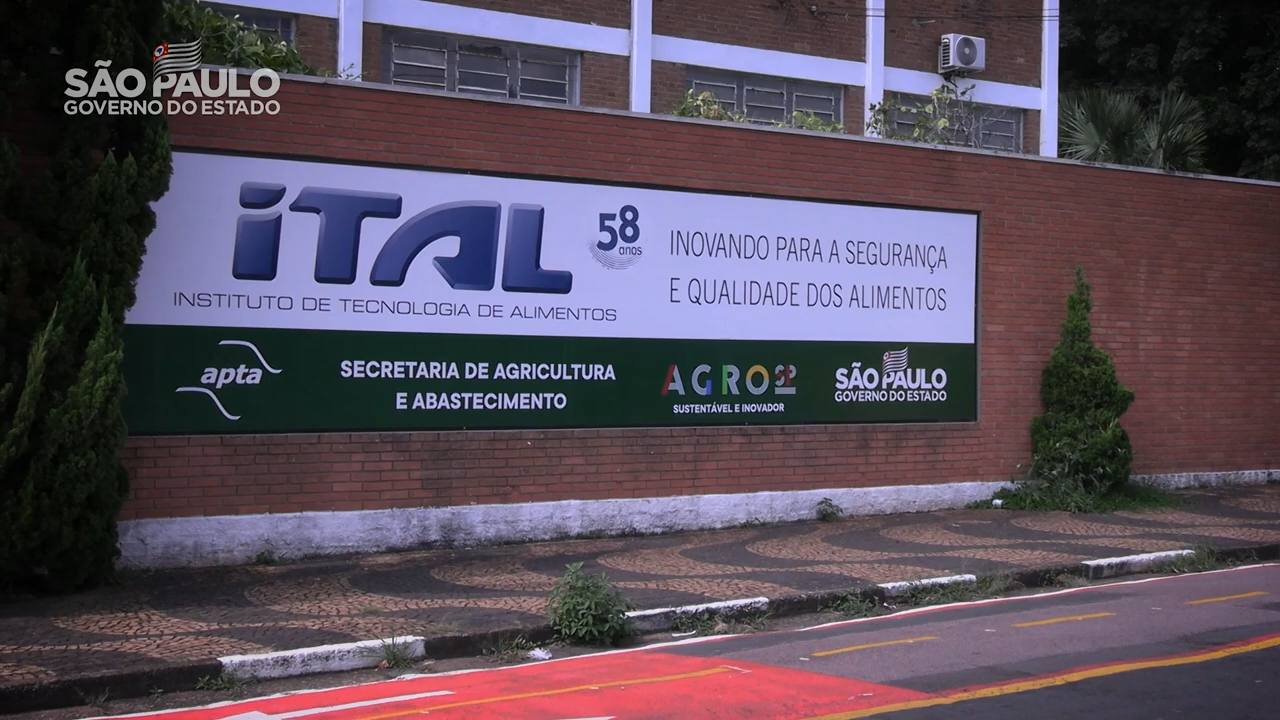 SÃO PAULO
GOVERNO DO ESTADO
iTAL
58
anos
INSTITUTO DE TECNOLOGIA DE ALIMENTOS
INOVANDO PARA A SEGURANÇA
E QUALIDADE DOS ALIMENTOS
apta
SECRETARIA DE AGRICULTURA
E ABASTECIMENTO
AGRO SP
SUSTENTÁVEL E INOVADOR
SÃO PAULO
GOVERNO DO ESTADO